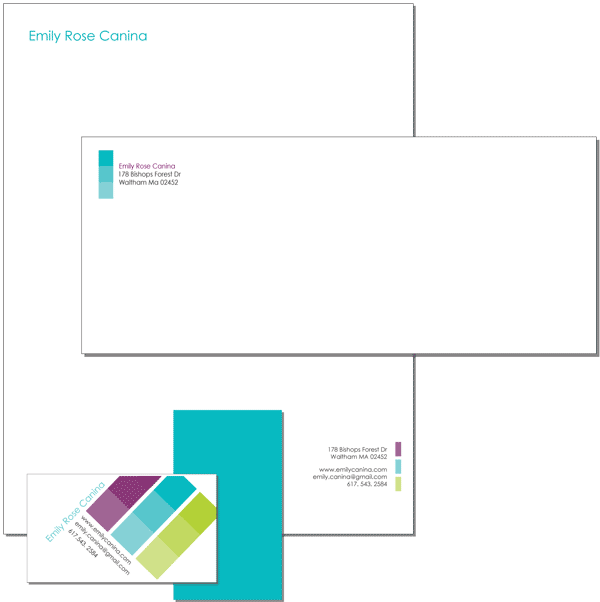 Emily Rose Canina
Emily Rose Canina
178 Bishops Forest Dr
Waltham Ma 02452
178 Bishops Forest Dr
Waltham MA 02452
www.emilycanina.com
emily.canina@gmail.com
617. 543. 2584
Emily Rose Canina
www.emilycanina.com
emily.canina@gmail.com
617.543. 2584